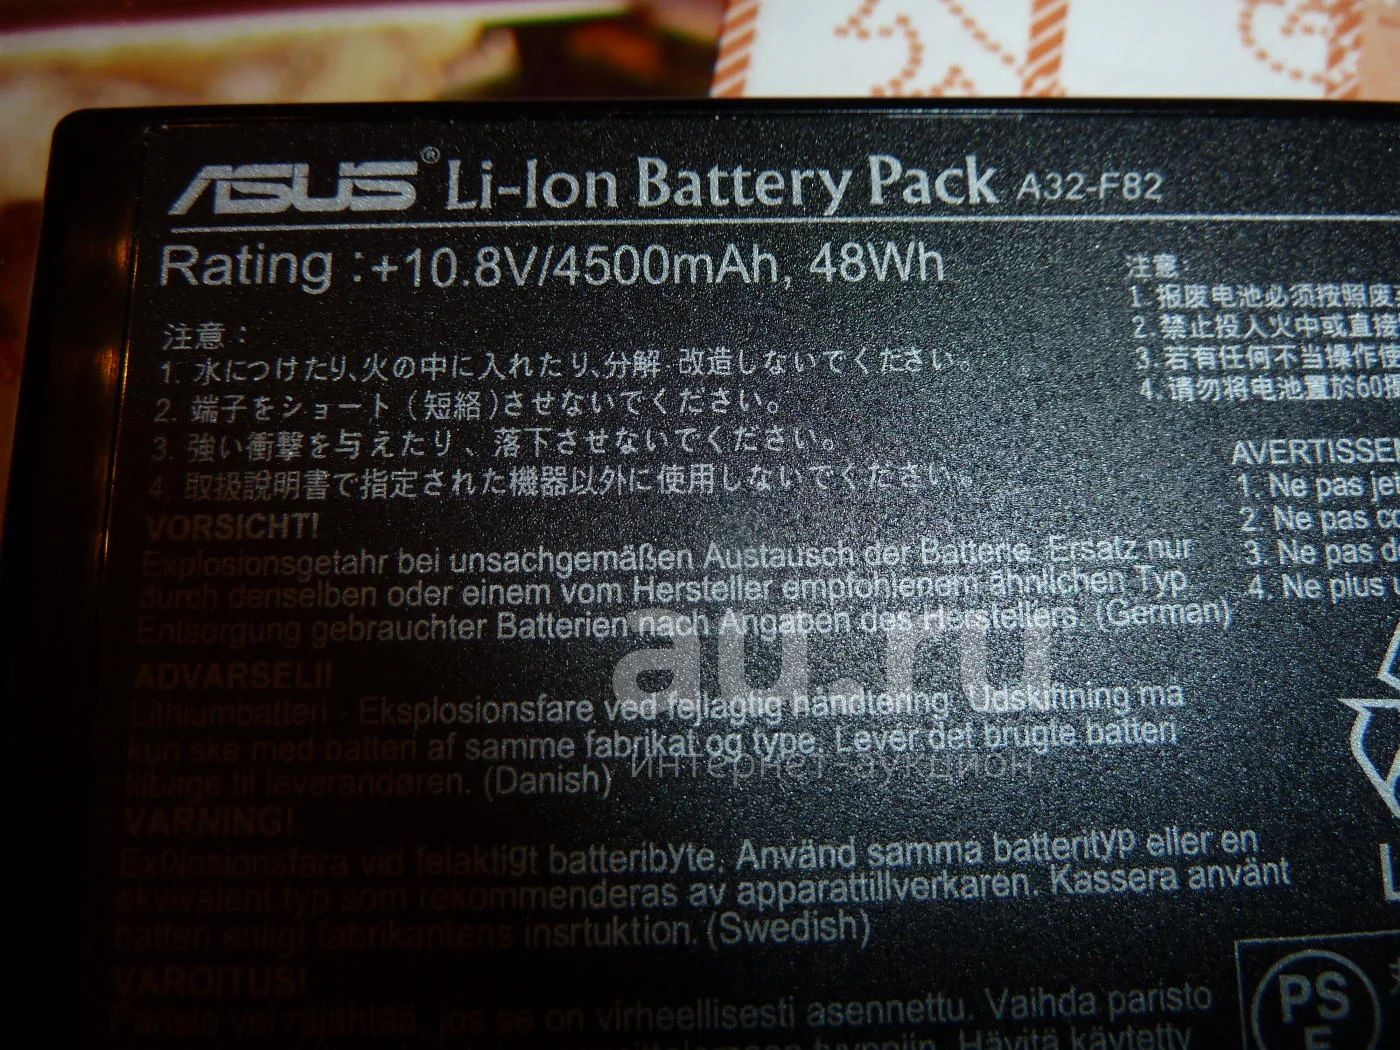 ASUS® Li-Ion Battery Pack A32-F82
Rating :+10.8V/4500mAh, 48Wh
注意：
1. 水につけたり、火の中に入れたり、分解 改造しないでください。
2. 端子をショート（短絡)させないでください。
3. 強い衝撃を与えたり、落下させないでください。
4. 取扱説明書で指定された機器以外に使用しないでください。
VORSICHT!
Explosionsgetahr bei unsachgemäßen Austausch der Batterie. Ersatz nur
durch denselben oder einem vom Hersteller empfohlenem ähnlichen Typ.
Entsorgung gebrauchter Batterien nach Angaben des Herstellers. (German)
ADVARSELI!
Lithiumbatteri - Eksplosionsfare ved fejlagtig håndtering. Udskiftning må
kun ske med batteri af samme fabrikat og type. Lever det brugte batteri
tilbage til leverandøren. (Danish)
VARNING!
Explosionsfara vid felaktigt batteribyte. Använd samma batterityp eller en
ekvivalent typ som rekommenderas av apparattillverkaren. Kassera använt
batteri enligt fabrikantens insrtuktion. (Swedish)
VAROITUS!
Paristo voi räjähtää, jos se on virheellisesti asennettu. Vaihda paristo
tyyppiin. Hävitä käytetty
注意
1. 报废电池必须按照废
2. 禁止投入火中或直接
3. 若有任何不当操作使
4. 请勿将电池置於60摄
AVERTISSE
1. Ne pas je
2. Ne pas c
3. Ne pas d
4. Ne plus
PS
E
au.ru
интернет-аукцион